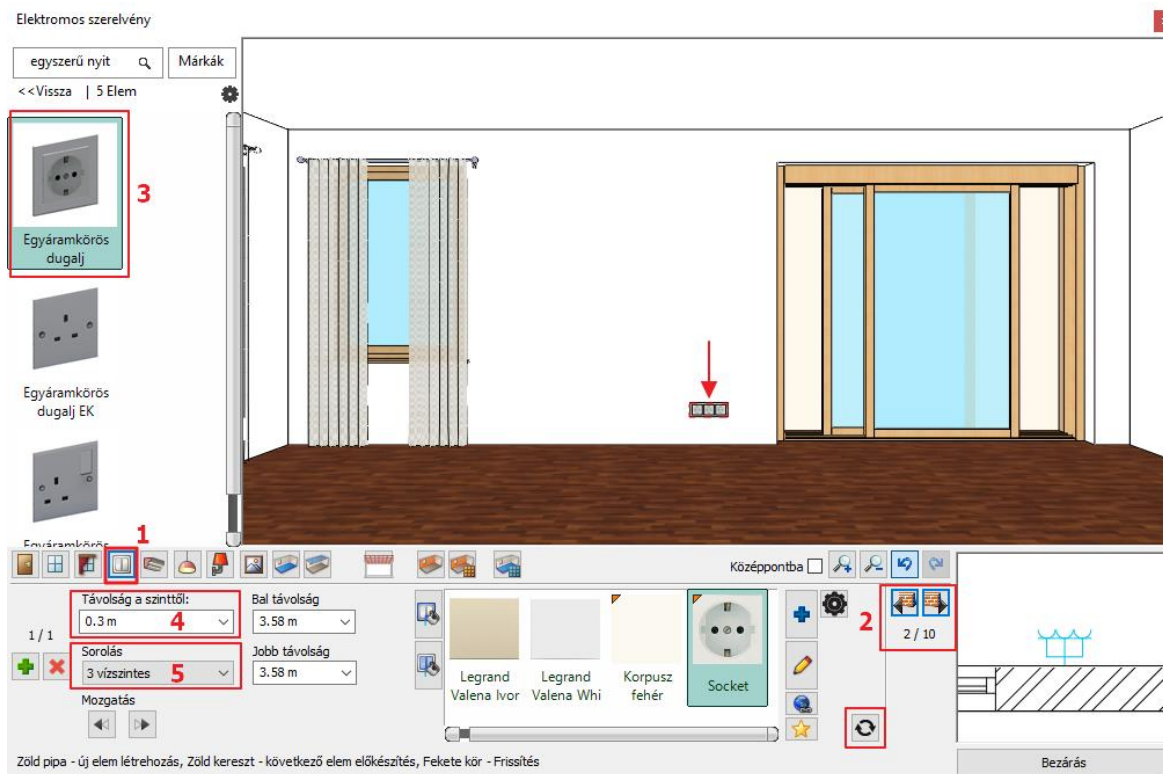 Elektromos szerelvény
egyszerű nyit
Márkák
<<Vissza | 5 Elem
3
Egyáramkörös
dugalj
Egyáramkörös
dugalj EK
Egyáramkörös
1
Középpontba
Távolság a szinttől:
0.3 m
4
Bal távolság
3.58 m
1 / 1
Sorolás
3 vízszintes
5
Jobb távolság
3.58 m
Mozgatás
Legrand
Valena Ivor
Legrand
Valena Whi
Korpusz
fehér
Socket
2
2 / 10
Zöld pipa - új elem létrehozás, Zöld kereszt - következő elem előkészítés, Fekete kör - Frissítés
Bezárás